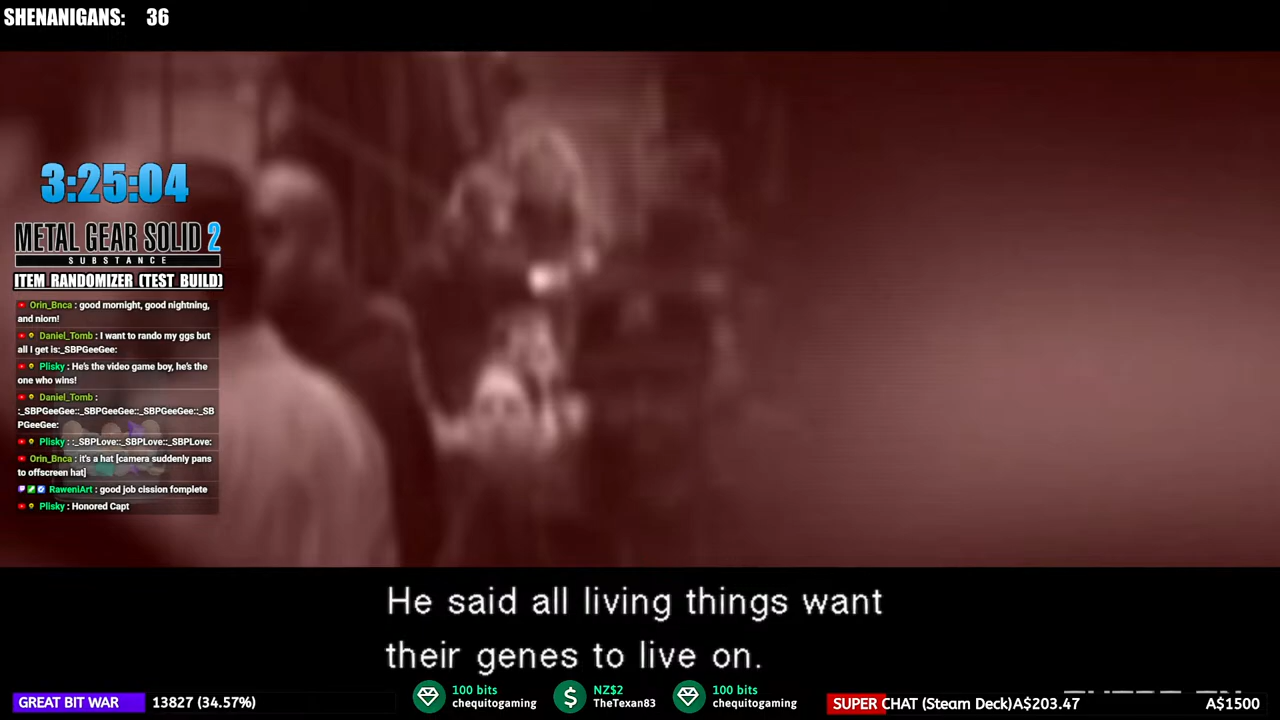 SHENANIGANS: 36
3:25:04
METAL GEAR SOLID 2
SUBSTANCE
ITEM RANDOMIZER (TEST BUILD)
Orin_Bnca : good mornight, good nightning,
and niorn!
Daniel_Tomb : I want to rando my ggs but
all I get is:_SBPGeeGee:
Plisky : He's the video game boy, he's the
one who wins!
Daniel_Tomb :
:_SBPGeeGee::_SBPGeeGee::_SBPGeeGee::_SB
PGeeGee:
Plisky : :_SBPLove::_SBPLove::_SBPLove:
Orin_Bnca : it's a hat [camera suddenly pans
to offscreen hat]
RaweniArt : good job cission fomplete
Plisky : Honored Capt
He said all living things want
their genes to live on.
GREAT BIT WAR 13827 (34.57%)
100 bits
chequitogaming
NZ$2
TheTexan83
100 bits
chequitogaming
SUPER CHAT (Steam Deck)A$203.47 A$1500